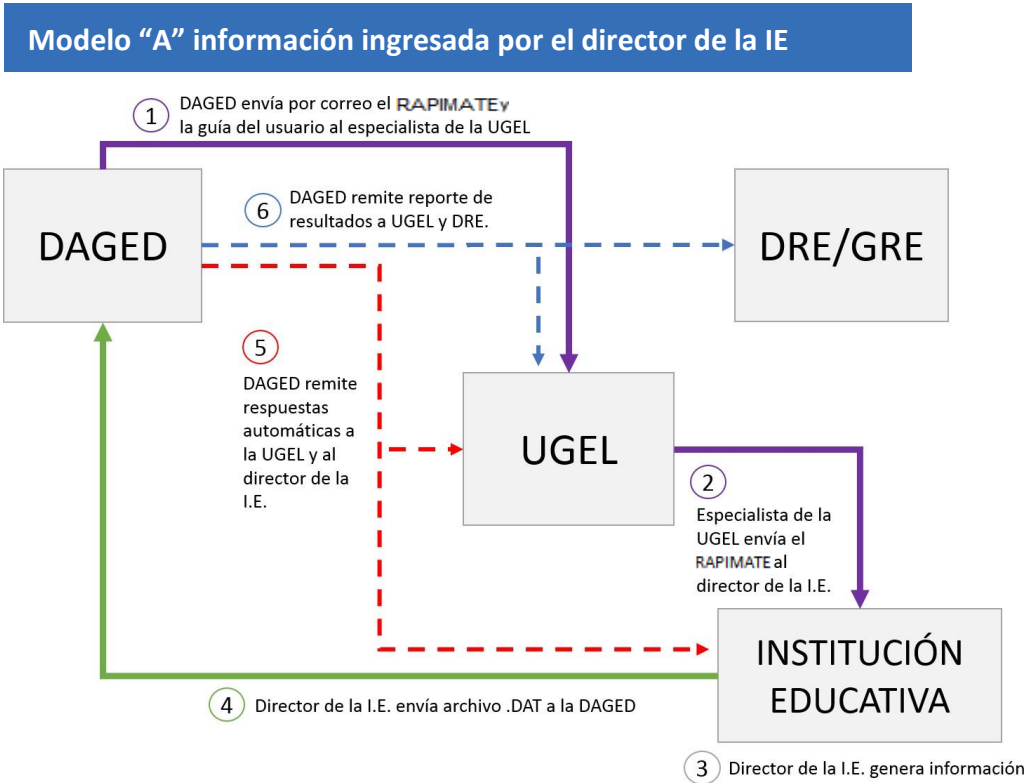 Modelo “A” información ingresada por el director de la IE
1
DAGED envía por correo el RAPIMATE y
la guía del usuario al especialista de la UGEL
DAGED
6
DAGED remite reporte de
resultados a UGEL y DRE.
DRE/GRE
5
DAGED remite
respuestas
automáticas a
la UGEL y al
director de la
I.E.
UGEL
2
Especialista de la
UGEL envía el
RAPIMATE al
director de la I.E.
INSTITUCIÓN
EDUCATIVA
4
Director de la I.E. envía archivo .DAT a la DAGED
3
Director de la I.E. genera información